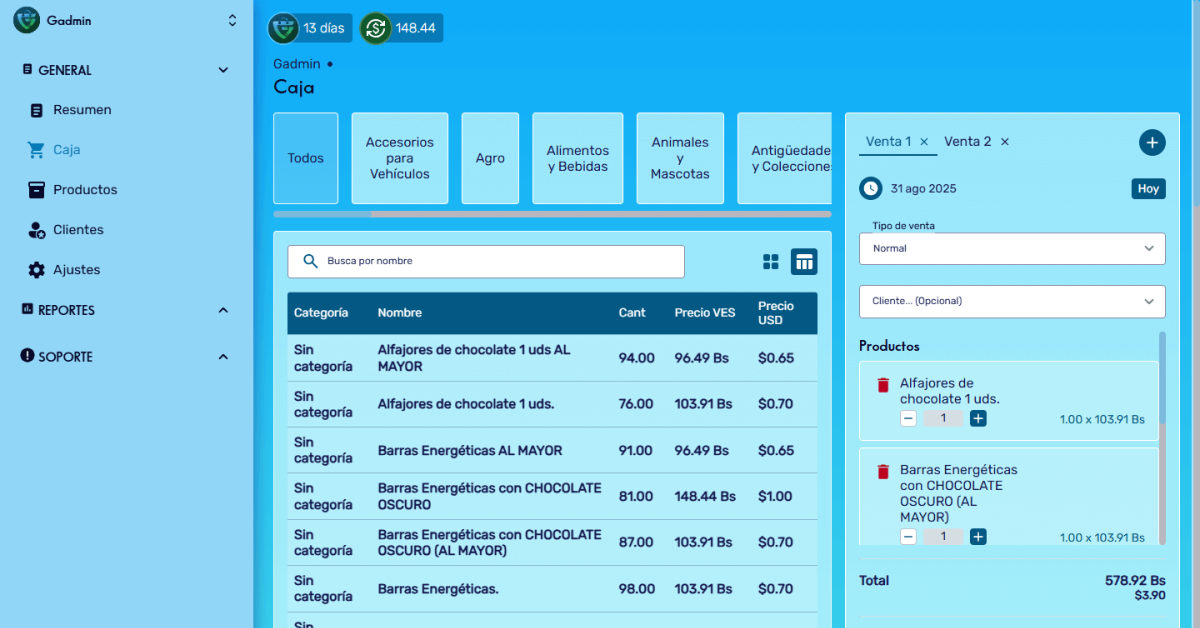 Gadmin
GENERAL
Resumen
Caja
Productos
Clientes
Ajustes
REPORTES
SOPORTE
13 días
148.44
Gadmin •
Caja
Todos
Accesorios
para
Vehículos
Agro
Alimentos
y Bebidas
Animales
y
Mascotas
Antigüedade
y Coleccione
Busca por nombre
Categoría Nombre Cant Precio VES Precio
USD
Sin
categoría
Alfajores de chocolate 1 uds AL
MAYOR
94.00 96.49 Bs $0.65
Sin
categoría
Alfajores de chocolate 1 uds. 76.00 103.91 Bs $0.70
Sin
categoría
Barras Energéticas AL MAYOR 91.00 96.49 Bs $0.65
Sin
categoría
Barras Energéticas con CHOCOLATE
OSCURO
81.00 148.44 Bs $1.00
Sin
categoría
Barras Energéticas con CHOCOLATE
OSCURO (AL MAYOR)
87.00 103.91 Bs $0.70
Sin
categoría
Barras Energéticas. 98.00 103.91 Bs $0.70
Sin
Venta 1 × Venta 2 ×
+
31 ago 2025 Hoy
Tipo de venta
Normal
Cliente... (Opcional)
Productos
Alfajores de
chocolate 1 uds.
− 1 + 1.00 x 103.91 Bs
Barras Energéticas
con CHOCOLATE
OSCURO (AL
MAYOR)
− 1 + 1.00 x 103.91 Bs
Total 578.92 Bs
$3.90